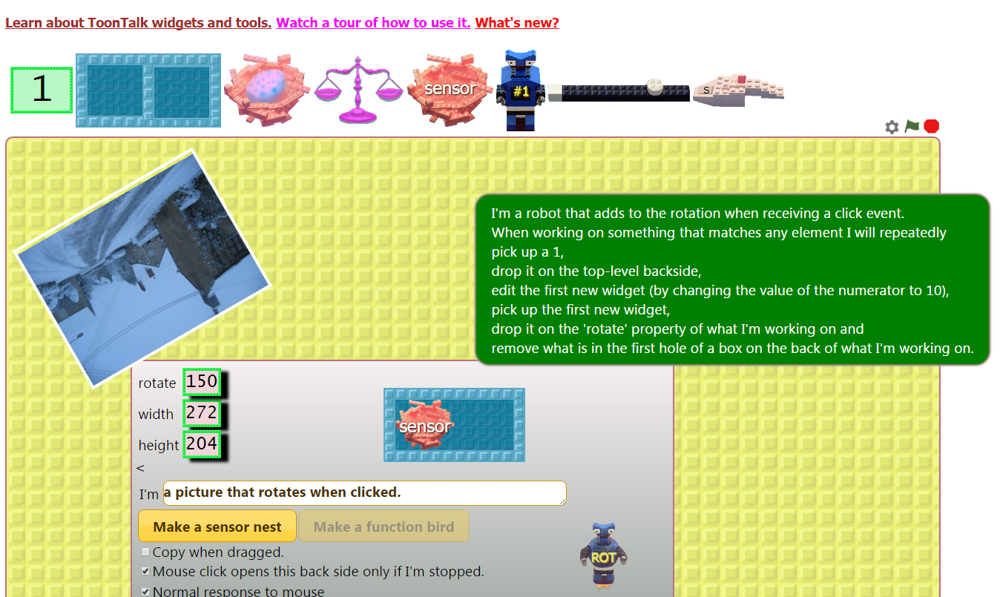 Learn about ToonTalk widgets and tools. Watch a tour of how to use it. What's new?
1
sensor
#1
S
I'm a robot that adds to the rotation when receiving a click event.
When working on something that matches any element I will repeatedly
pick up a 1,
drop it on the top-level backside,
edit the first new widget (by changing the value of the numerator to 10),
pick up the first new widget,
drop it on the 'rotate' property of what I'm working on and
remove what is in the first hole of a box on the back of what I'm working on.
rotate 150
width 272
height 204
sensor
<
I'm a picture that rotates when clicked.
Make a sensor nest Make a function bird
ROT
Copy when dragged.
Mouse click opens this back side only if I'm stopped.
Normal response to mouse